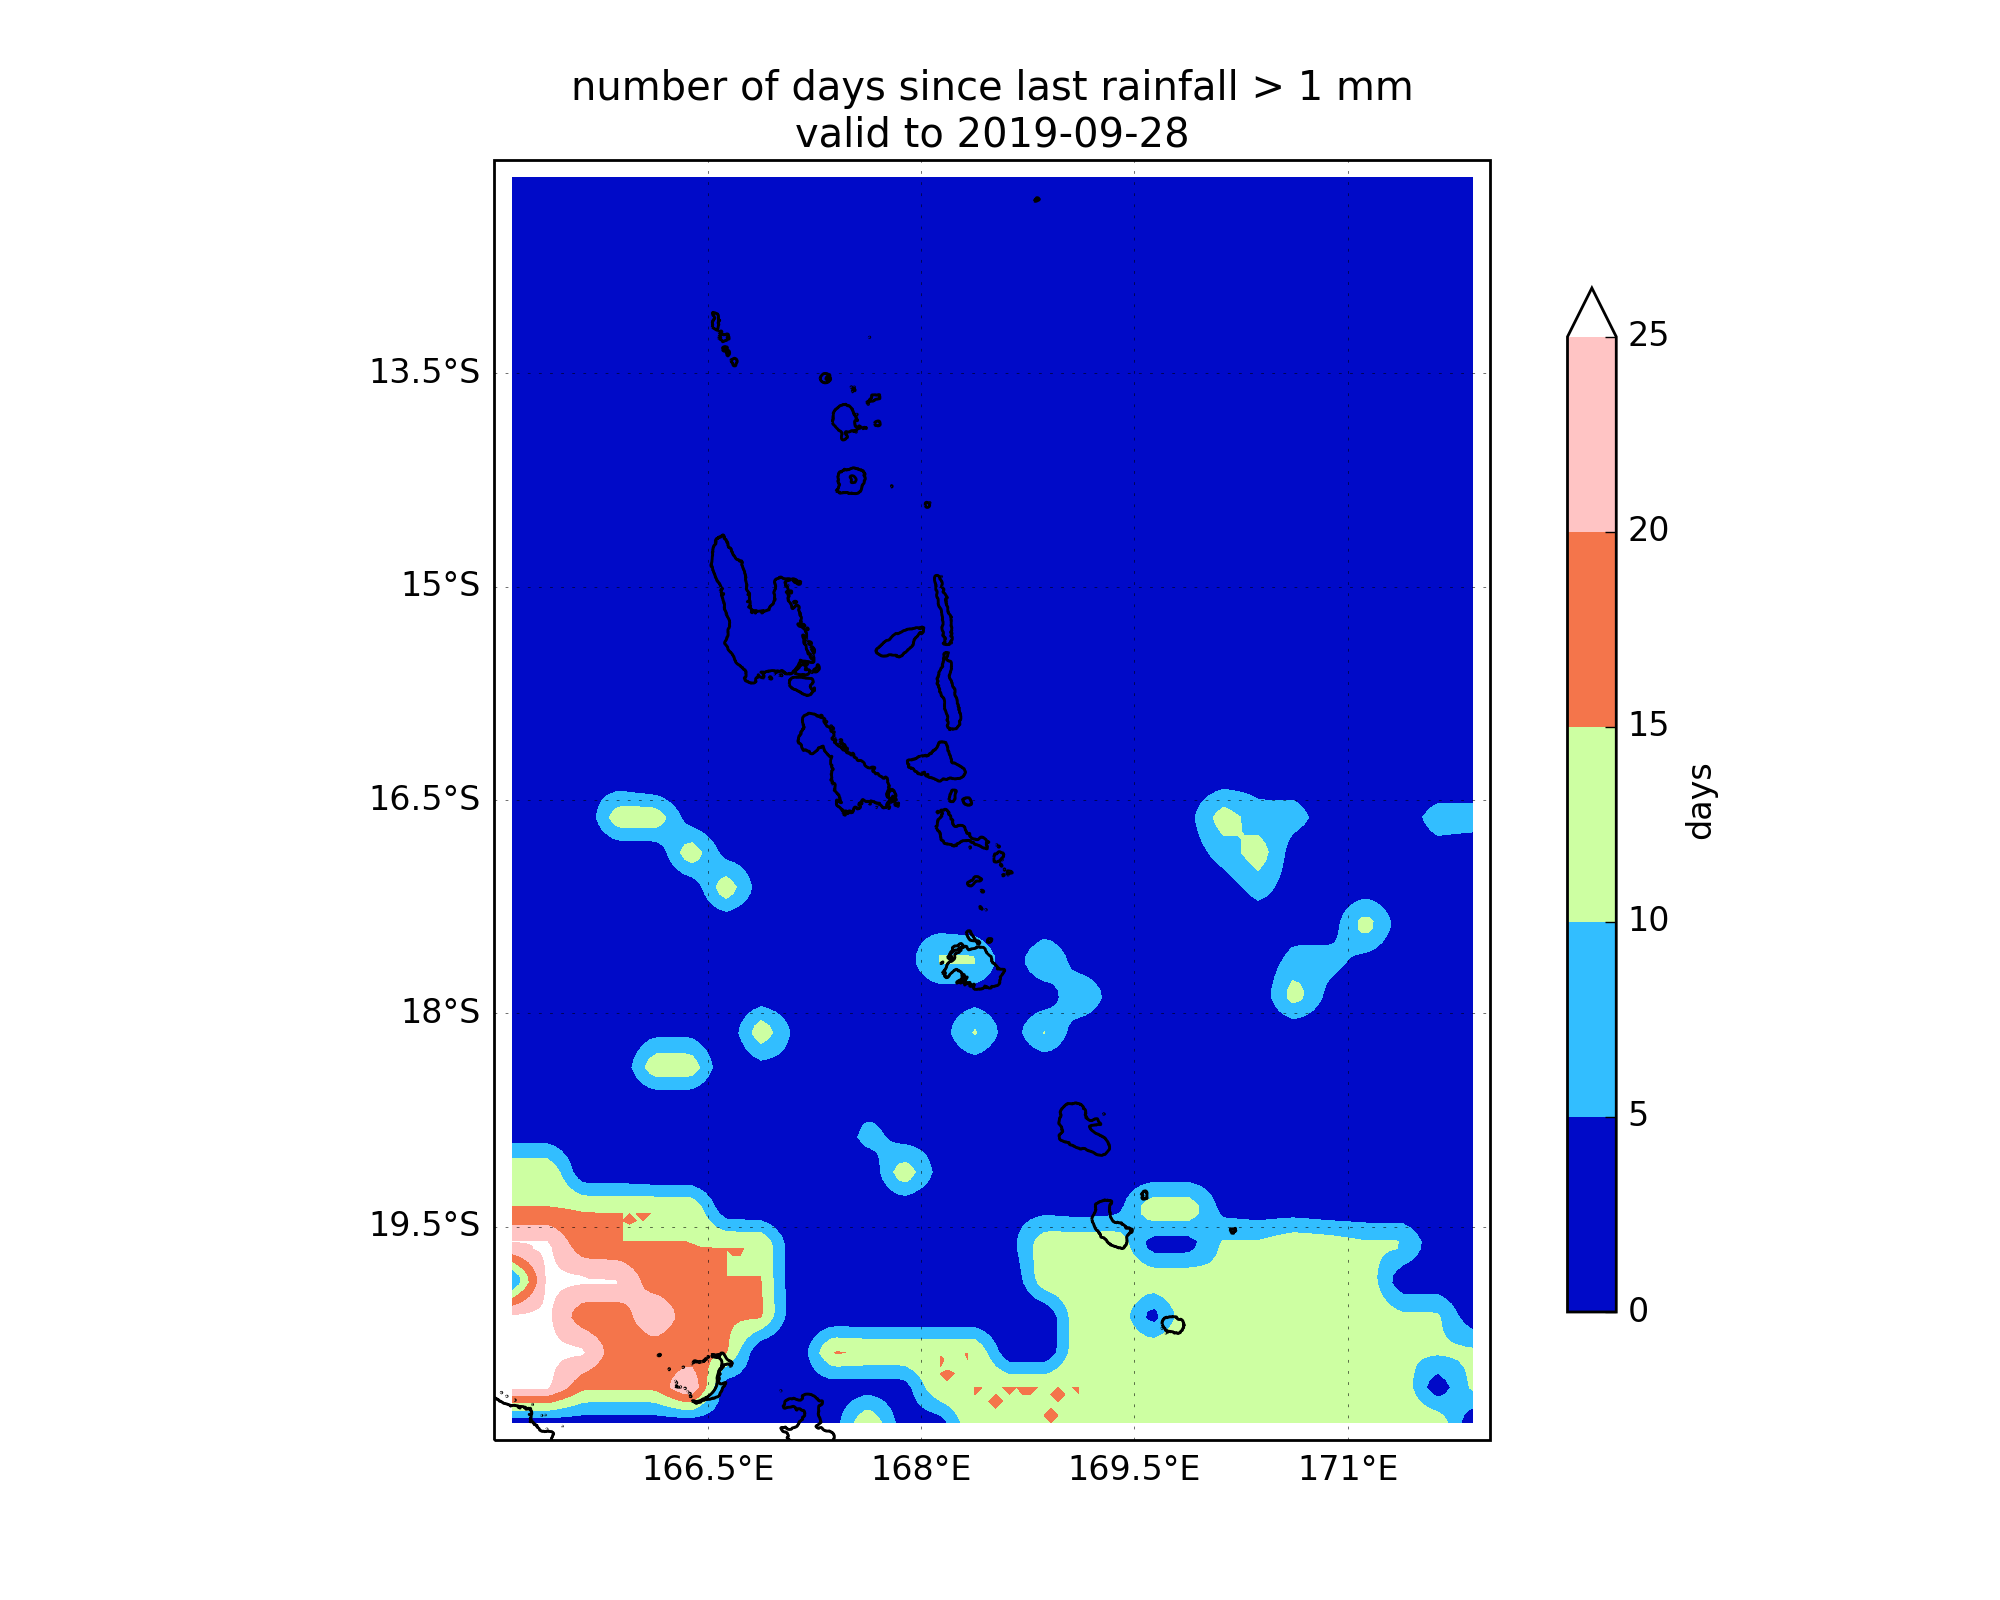 number of days since last rainfall > 1 mm
valid to 2019-09-28
13.5°S
15°S
16.5°S
18°S
19.5°S
166.5°E
168°E
169.5°E
171°E
25
20
15
10
5
0
days